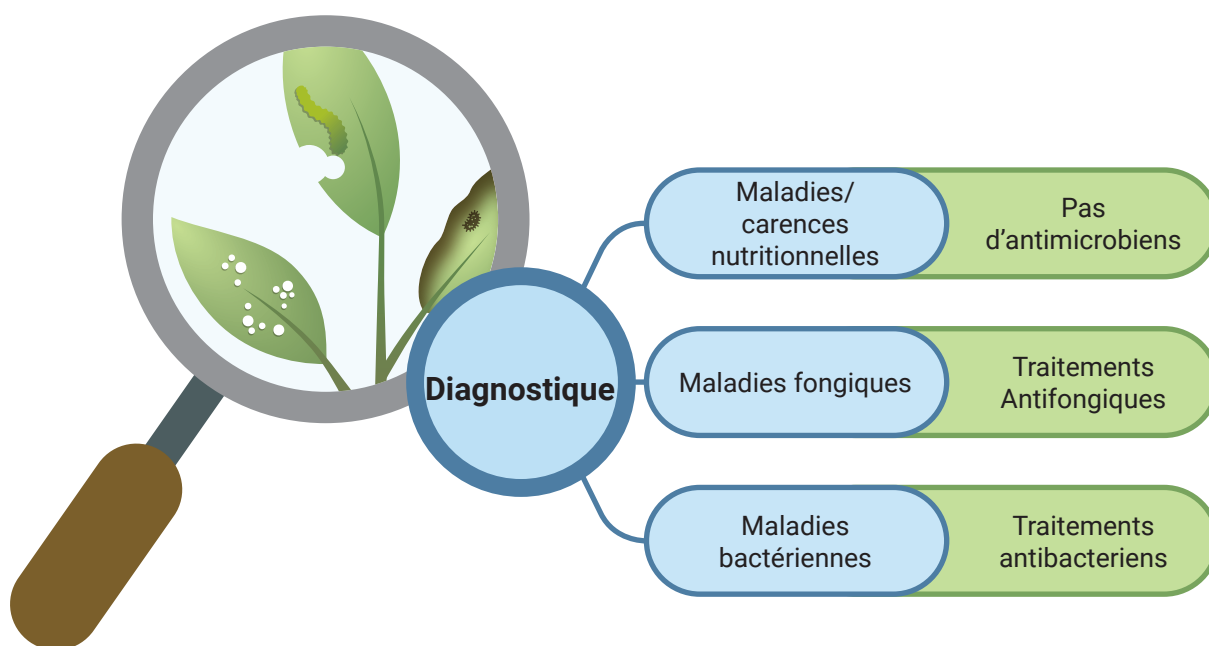 Diagnostique
Maladies/
carences
nutritionnelles
Pas
d’antimicrobiens
Maladies fongiques
Traitements
Antifongiques
Maladies
bactériennes
Traitements
antibacteriens